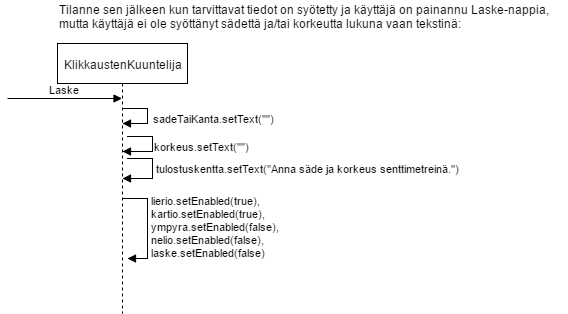 Tilanne sen jälkeen kun tarvittavat tiedot on syötetty ja käyttäjä on painannu Laske-nappia,
mutta käyttäjä ei ole syöttänyt sädettä ja/tai korkeutta lukuna vaan tekstinä:
KlikkaustenKuuntelija
Laske
sadeTaiKanta.setText("")
korkeus.setText("")
tulostuskentta.setText("Anna säde ja korkeus senttimetreinä.")
lierio.setEnabled(true),
kartio.setEnabled(true),
ympyra.setEnabled(false),
nelio.setEnabled(false),
laske.setEnabled(false)